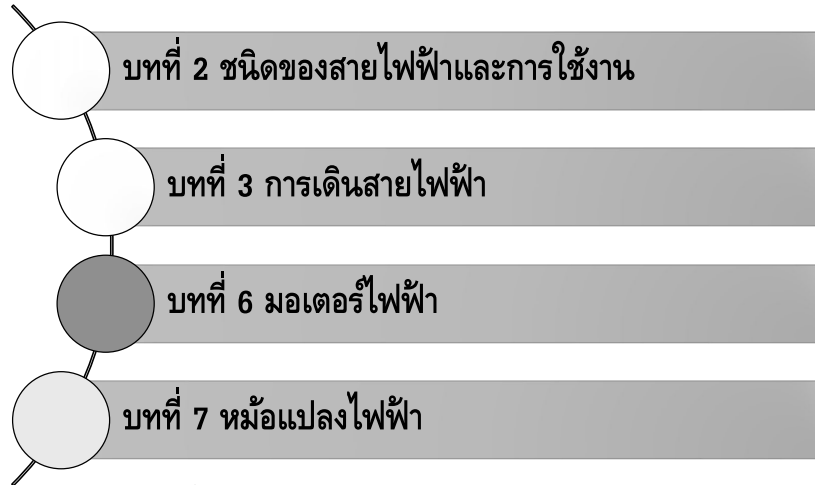 บทที่ 2 ชนิดของสายไฟฟ้าและการใช้งาน
บทที่ 3 การเดินสายไฟฟ้า
บทที่ 6 มอเตอร์ไฟฟ้า
บทที่ 7 หม้อแปลงไฟฟ้า